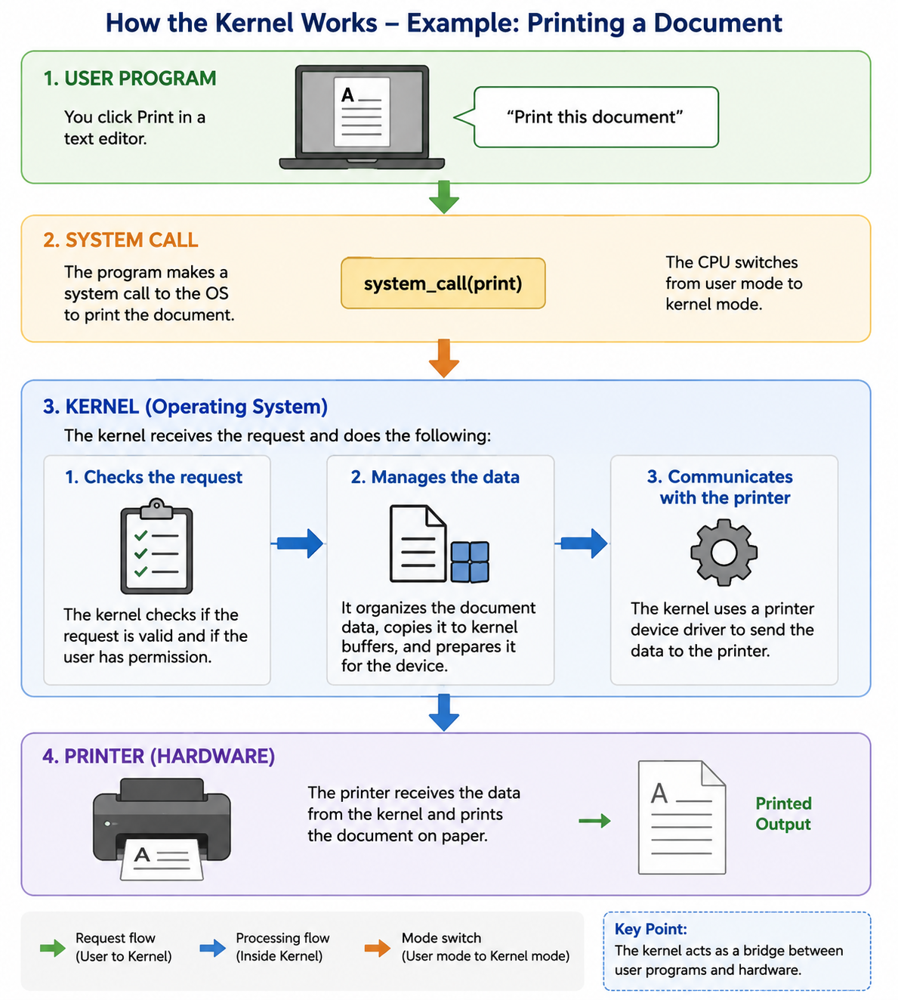 How the Kernel Works – Example: Printing a Document
1. USER PROGRAM
You click Print in a
text editor.
A
“Print this document”
2. SYSTEM CALL
The program makes a
system call to the OS
to print the document.
system_call(print)
The CPU switches
from user mode to
kernel mode.
3. KERNEL (Operating System)
The kernel receives the request and does the following:
1. Checks the request
The kernel checks if the
request is valid and if the
user has permission.
2. Manages the data
It organizes the document
data, copies it to kernel
buffers, and prepares it
for the device.
3. Communicates
with the printer
The kernel uses a printer
device driver to send the
data to the printer.
4. PRINTER (HARDWARE)
A
The printer receives the data
from the kernel and prints
the document on paper.
A
Printed
Output
Request flow
(User to Kernel)
Processing flow
(Inside Kernel)
Mode switch
(User mode to Kernel mode)
Key Point:
The kernel acts as a bridge between
user programs and hardware.